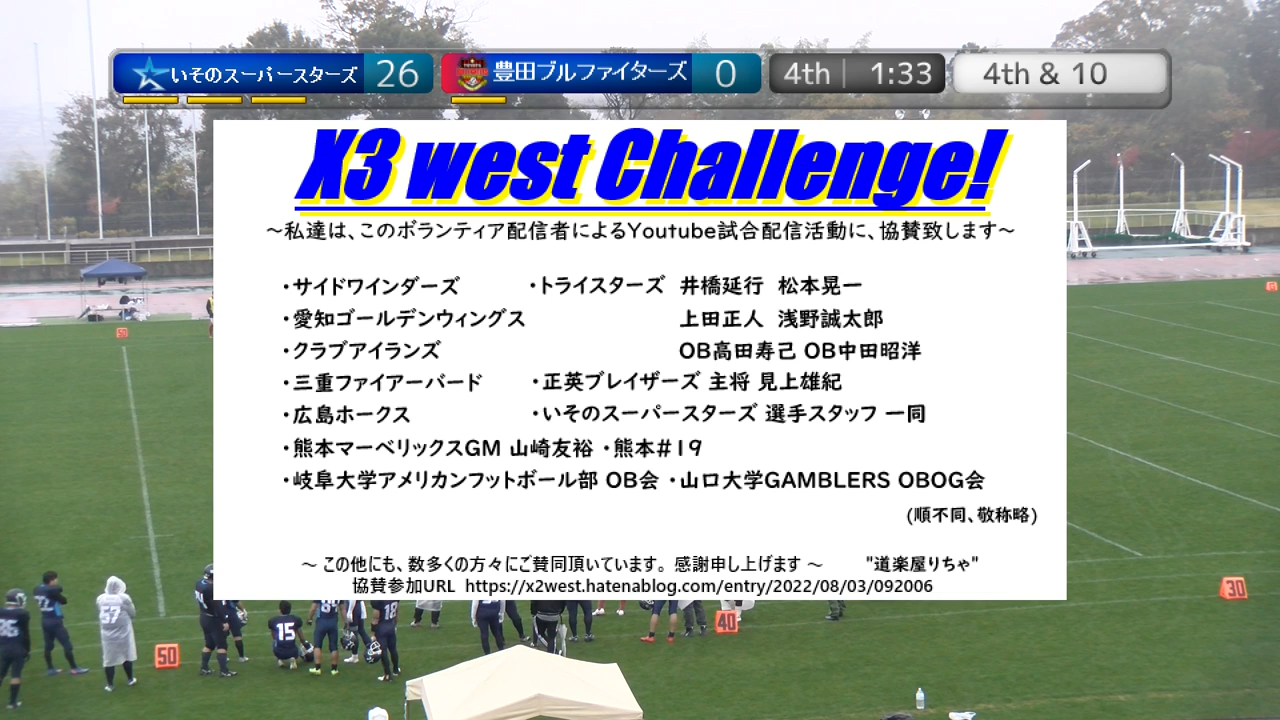 いそのスーパースターズ 26 豊田ブルファイターズ 0 4th 1:33 4th & 10
X3 west Challenge!
～私達は、このボランティア配信者によるYoutube試合配信活動に、協賛致します～
・サイドワインダーズ ・トライスターズ 井橋延行 松本晃一
・愛知ゴールデンウィングス 上田正人 浅野誠太郎
・クラブアイランズ OB高田寿己 OB中田昭洋
・三重ファイアーバード ・正英ブレイザーズ 主将 見上雄紀
・広島ホークス ・いそのスーパースターズ 選手スタッフ 一同
・熊本マーベリックスGM 山崎友裕 ・熊本#19
・岐阜大学アメリカンフットボール部 OB会 ・山口大学GAMBLERS OBOG会
(順不同、敬称略)
～ この他にも、数多くの方々にご賛同頂いています。感謝申し上げます ～ "道楽屋りちゃ"
協賛参加URL https://x2west.hatenablog.com/entry/2022/08/03/092006
50
30
57
15
18
40
50